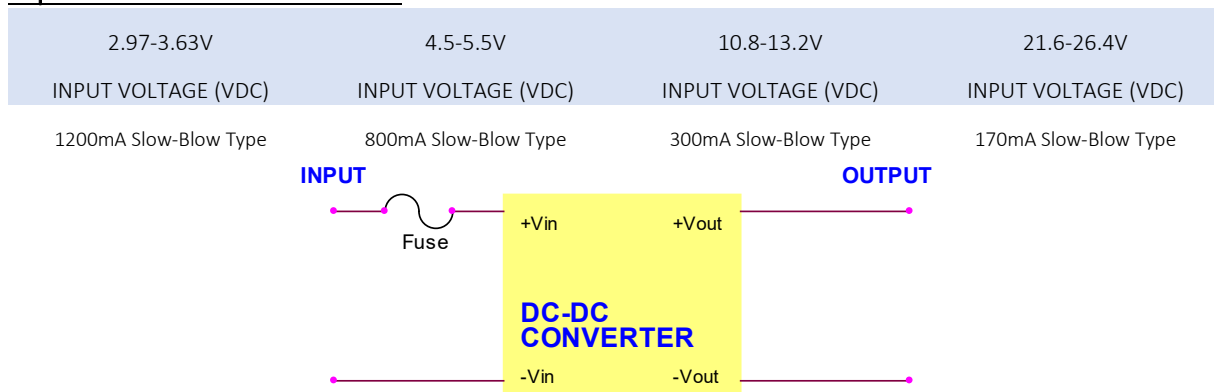 2.97-3.63V 4.5-5.5V 10.8-13.2V 21.6-26.4V
INPUT VOLTAGE (VDC) INPUT VOLTAGE (VDC) INPUT VOLTAGE (VDC) INPUT VOLTAGE (VDC)
1200mA Slow-Blow Type 800mA Slow-Blow Type 300mA Slow-Blow Type 170mA Slow-Blow Type
INPUT OUTPUT
+Vin +Vout
Fuse
DC-DC
CONVERTER
-Vin -Vout